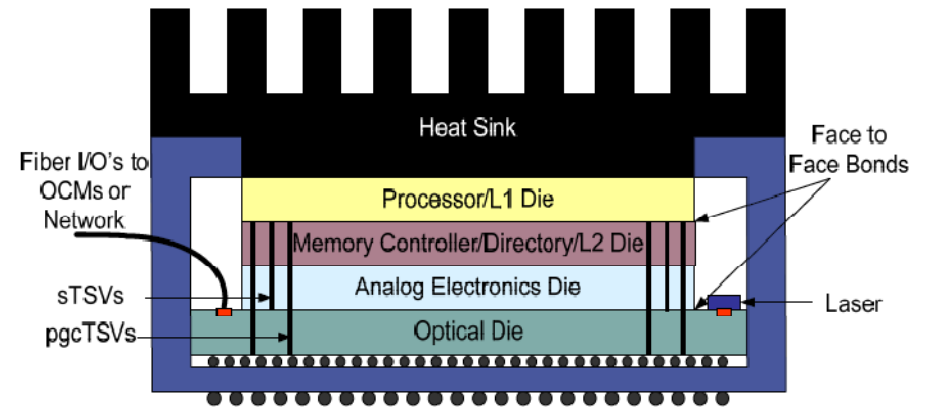 Heat Sink
Face to
Face Bonds
Fiber I/O's to
OCMs or
Network
Processor/L1 Die
Memory Controller/Directory/L2 Die
Analog Electronics Die
sTSVs
Laser
pgcTSVs
Optical Die